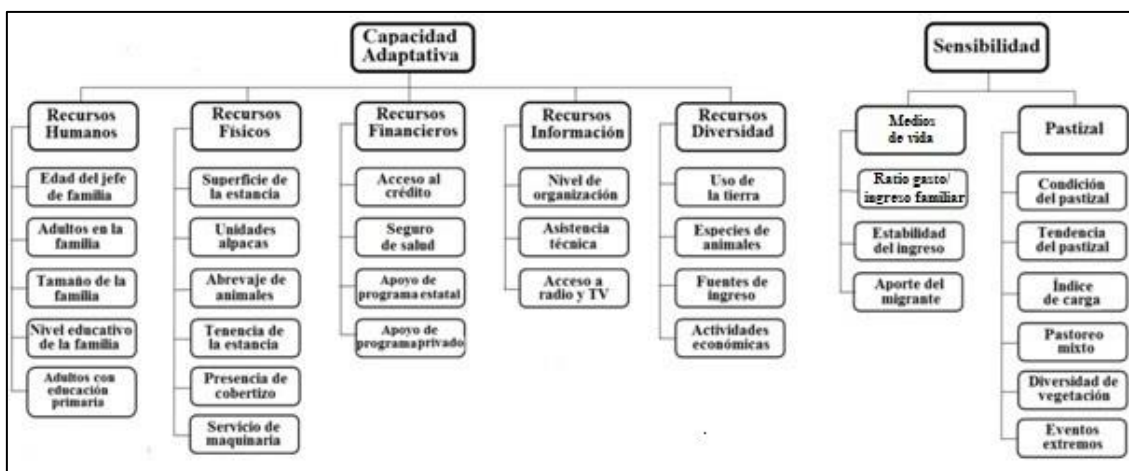 Capacidad
Adaptativa
Sensibilidad
Recursos
Humanos
Recursos
Físicos
Recursos
Financieros
Recursos
Información
Recursos
Diversidad
Medios
de vida
Pastizal
Edad del jefe
de familia
Adultos en la
familia
Tamaño de la
familia
Nivel educativo
de la familia
Adultos con
educación
primaria
Superficie de
la estancia
Unidades
alpacas
Abrevaje de
animales
Tenencia de
la estancia
Presencia de
cobertizo
Servicio de
maquinaria
Acceso al
crédito
Seguro
de salud
Apoyo de
programa estatal
Apoyo de
programa privado
Nivel de
organización
Asistencia
técnica
Acceso a
radio y TV
Uso de
la tierra
Especies de
animales
Fuentes de
ingreso
Actividades
económicas
Ratio gasto/
ingreso familiar
Estabilidad
del ingreso
Aporte del
migrante
Condición
del pastizal
Tendencia
del pastizal
Índice
de carga
Pastoreo
mixto
Diversidad de
vegetación
Eventos
extremos